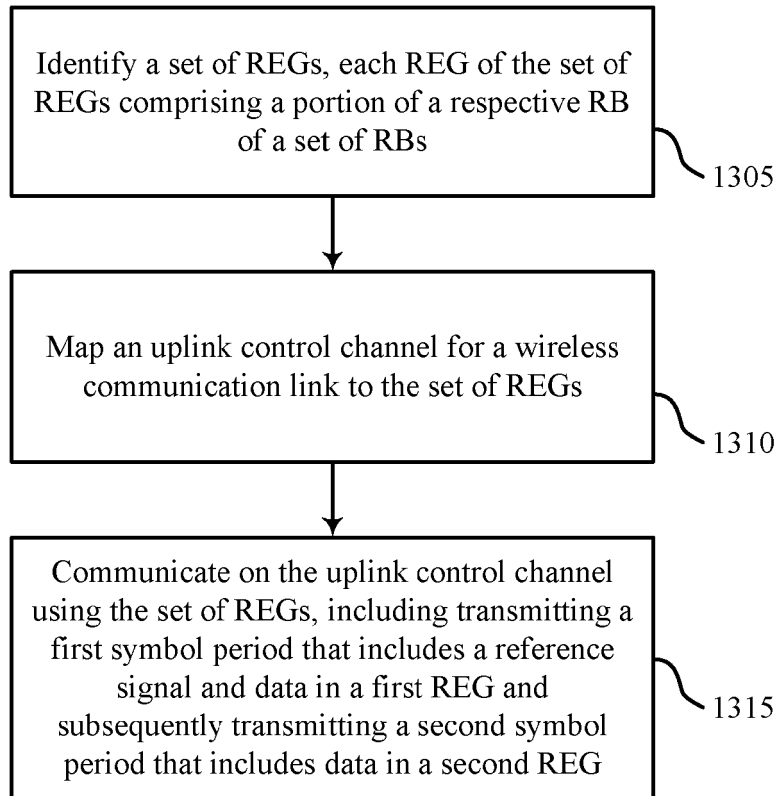 Identify a set of REGs, each REG of the set of
REGs comprising a portion of a respective RB
of a set of RBs
1305
Map an uplink control channel for a wireless
communication link to the set of REGs
1310
Communicate on the uplink control channel
using the set of REGs, including transmitting a
first symbol period that includes a reference
signal and data in a first REG and
subsequently transmitting a second symbol
period that includes data in a second REG
1315